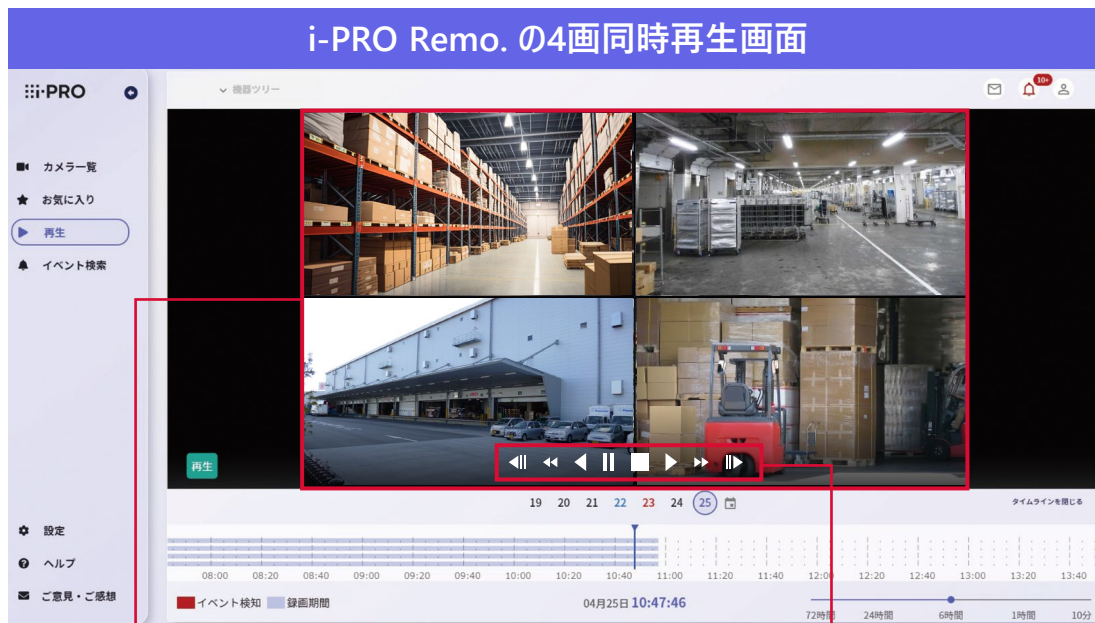 i-PRO Remo. の4画同時再生画面
i-PRO
機器ツリー
10+
カメラ一覧
お気に入り
再生
イベント検索
再生
19 20 21 22 23 24 25
タイムラインを閉じる
設定
ヘルプ
ご意見・ご感想
08:00 08:20 08:40 09:00 09:20 09:40 10:00 10:20 10:40 11:00 11:20 11:40 12:00 12:20 12:40 13:00 13:20 13:40
イベント検知 録画期間
04月25日 10:47:46
72時間 24時間 6時間 1時間 10分